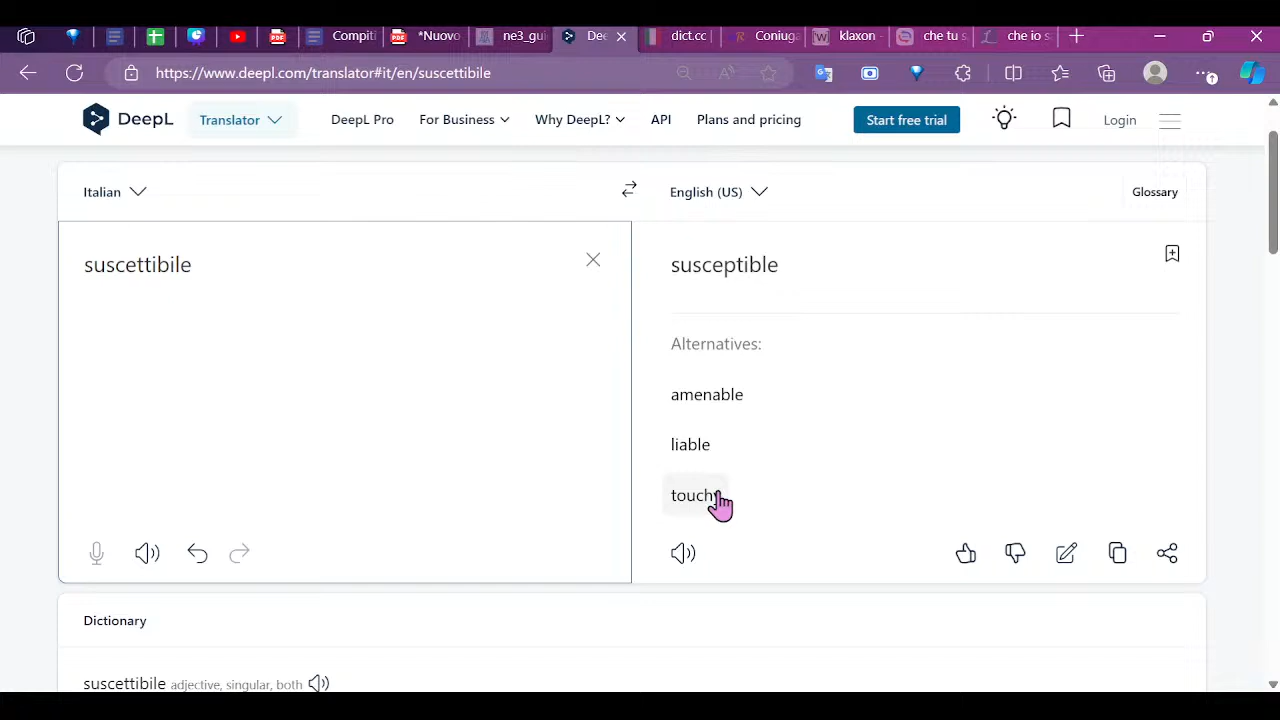 Compiti
*Nuovo
ne3_gui
Dee
dict.cc
Coniuga
klaxon -
che tu s
che io s
https://www.deepl.com/translator#it/en/suscettibile
DeepL
Translator
DeepL Pro
For Business
Why DeepL?
API
Plans and pricing
Start free trial
Login
Italian
English (US)
Glossary
suscettibile
susceptible
Alternatives:
amenable
liable
touchy
Dictionary
suscettibile adjective, singular, both